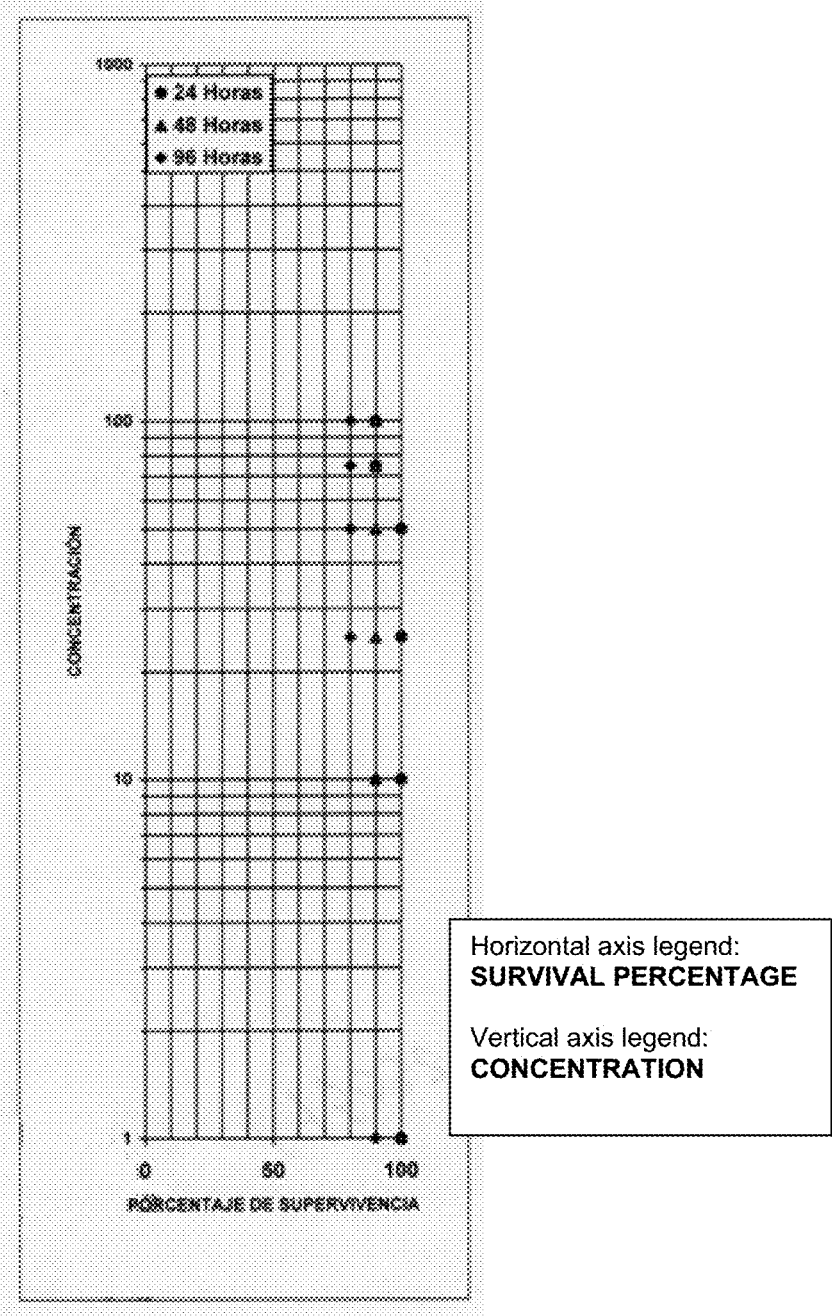 1000
● 24 Horas
▲ 48 Horas
◆ 96 Horas
100
CONCENTRACIÓN
10
1
0 50 100
PORCENTAJE DE SUPERVIVENCIA
Horizontal axis legend:
SURVIVAL PERCENTAGE
Vertical axis legend:
CONCENTRATION